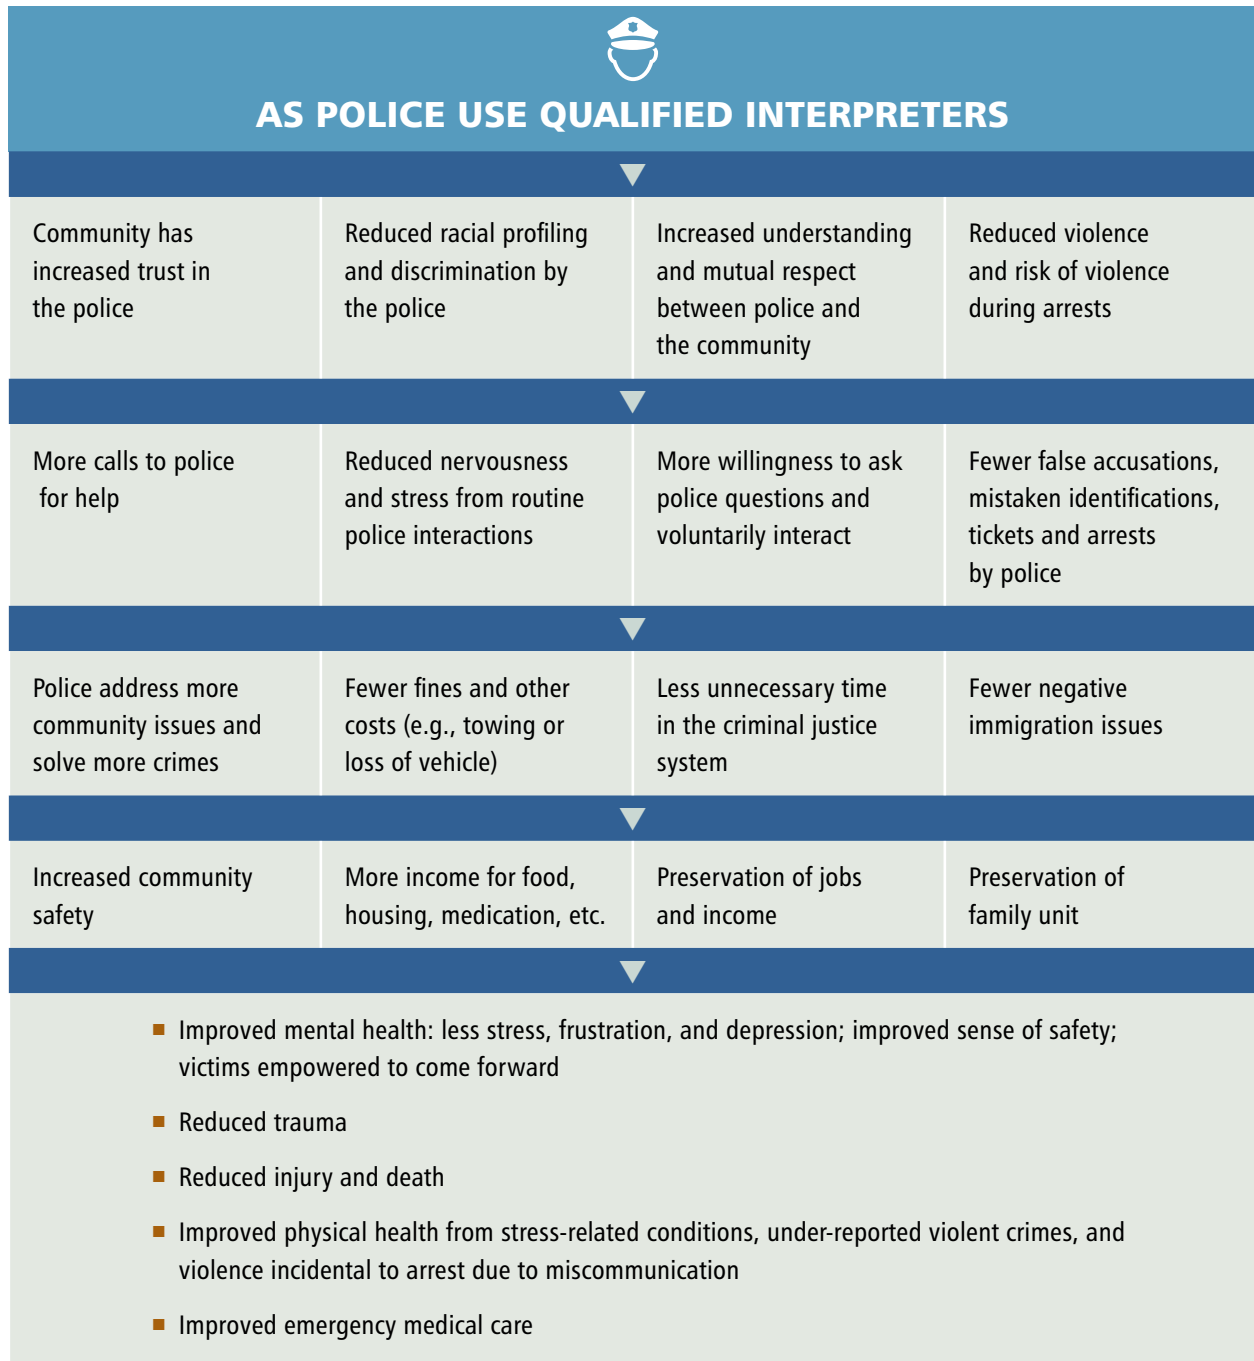 AS POLICE USE QUALIFIED INTERPRETERS
Community has
increased trust in
the police
Reduced racial profiling
and discrimination by
the police
Increased understanding
and mutual respect
between police and
the community
Reduced violence
and risk of violence
during arrests
More calls to police
for help
Reduced nervousness
and stress from routine
police interactions
More willingness to ask
police questions and
voluntarily interact
Fewer false accusations,
mistaken identifications,
tickets and arrests
by police
Police address more
community issues and
solve more crimes
Fewer fines and other
costs (e.g., towing or
loss of vehicle)
Less unnecessary time
in the criminal justice
system
Fewer negative
immigration issues
Increased community
safety
More income for food,
housing, medication, etc.
Preservation of jobs
and income
Preservation of
family unit
■ Improved mental health: less stress, frustration, and depression; improved sense of safety;
victims empowered to come forward
■ Reduced trauma
■ Reduced injury and death
■ Improved physical health from stress-related conditions, under-reported violent crimes, and
violence incidental to arrest due to miscommunication
■ Improved emergency medical care